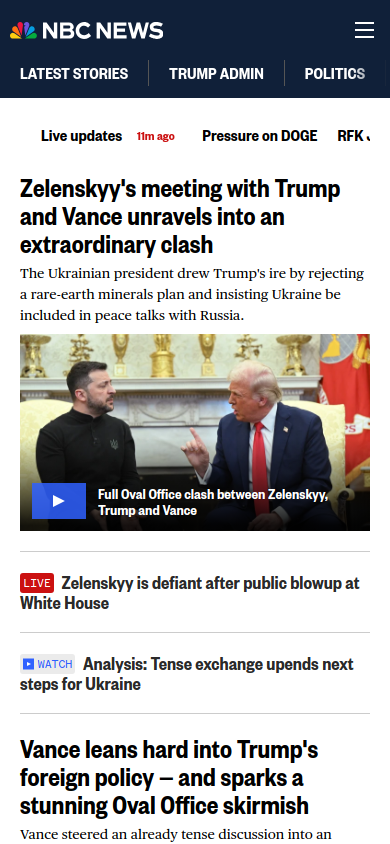 NBC NEWS
LATEST STORIES
TRUMP ADMIN
POLITICS
Live updates 11m ago
Pressure on DOGE
RFK
Zelenskyy's meeting with Trump
and Vance unravels into an
extraordinary clash
The Ukrainian president drew Trump's ire by rejecting
a rare-earth minerals plan and insisting Ukraine be
included in peace talks with Russia.
Full Oval Office clash between Zelenskyy,
Trump and Vance
LIVE Zelenskyy is defiant after public blowup at
White House
WATCH Analysis: Tense exchange upends next
steps for Ukraine
Vance leans hard into Trump's
foreign policy — and sparks a
stunning Oval Office skirmish
Vance steered an already tense discussion into an